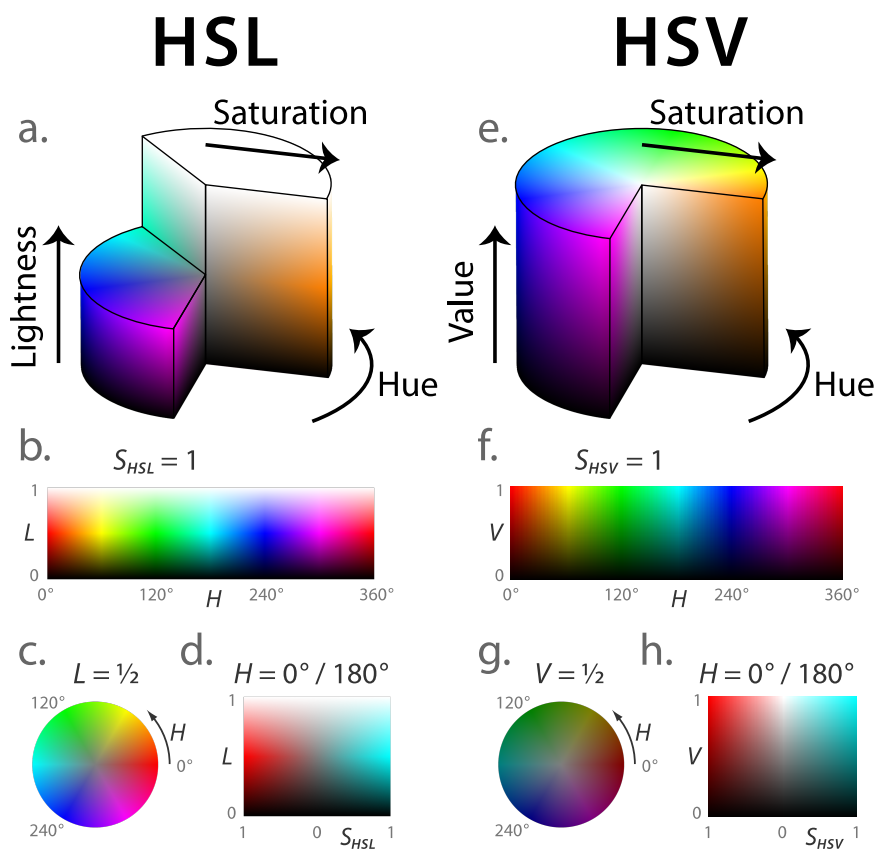 HSL
a.
Saturation
Lightness
Hue
b.
S_HSL = 1
1
L
0
0°
120°
H
240°
360°
c.
L = ½
120°
H
0°
240°
d.
H = 0° / 180°
1
L
0
1
0
S_HSL
1
HSV
e.
Saturation
Value
Hue
f.
S_HSV = 1
1
V
0
0°
120°
H
240°
360°
g.
V = ½
120°
H
0°
240°
h.
H = 0° / 180°
1
V
0
1
0
S_HSV
1